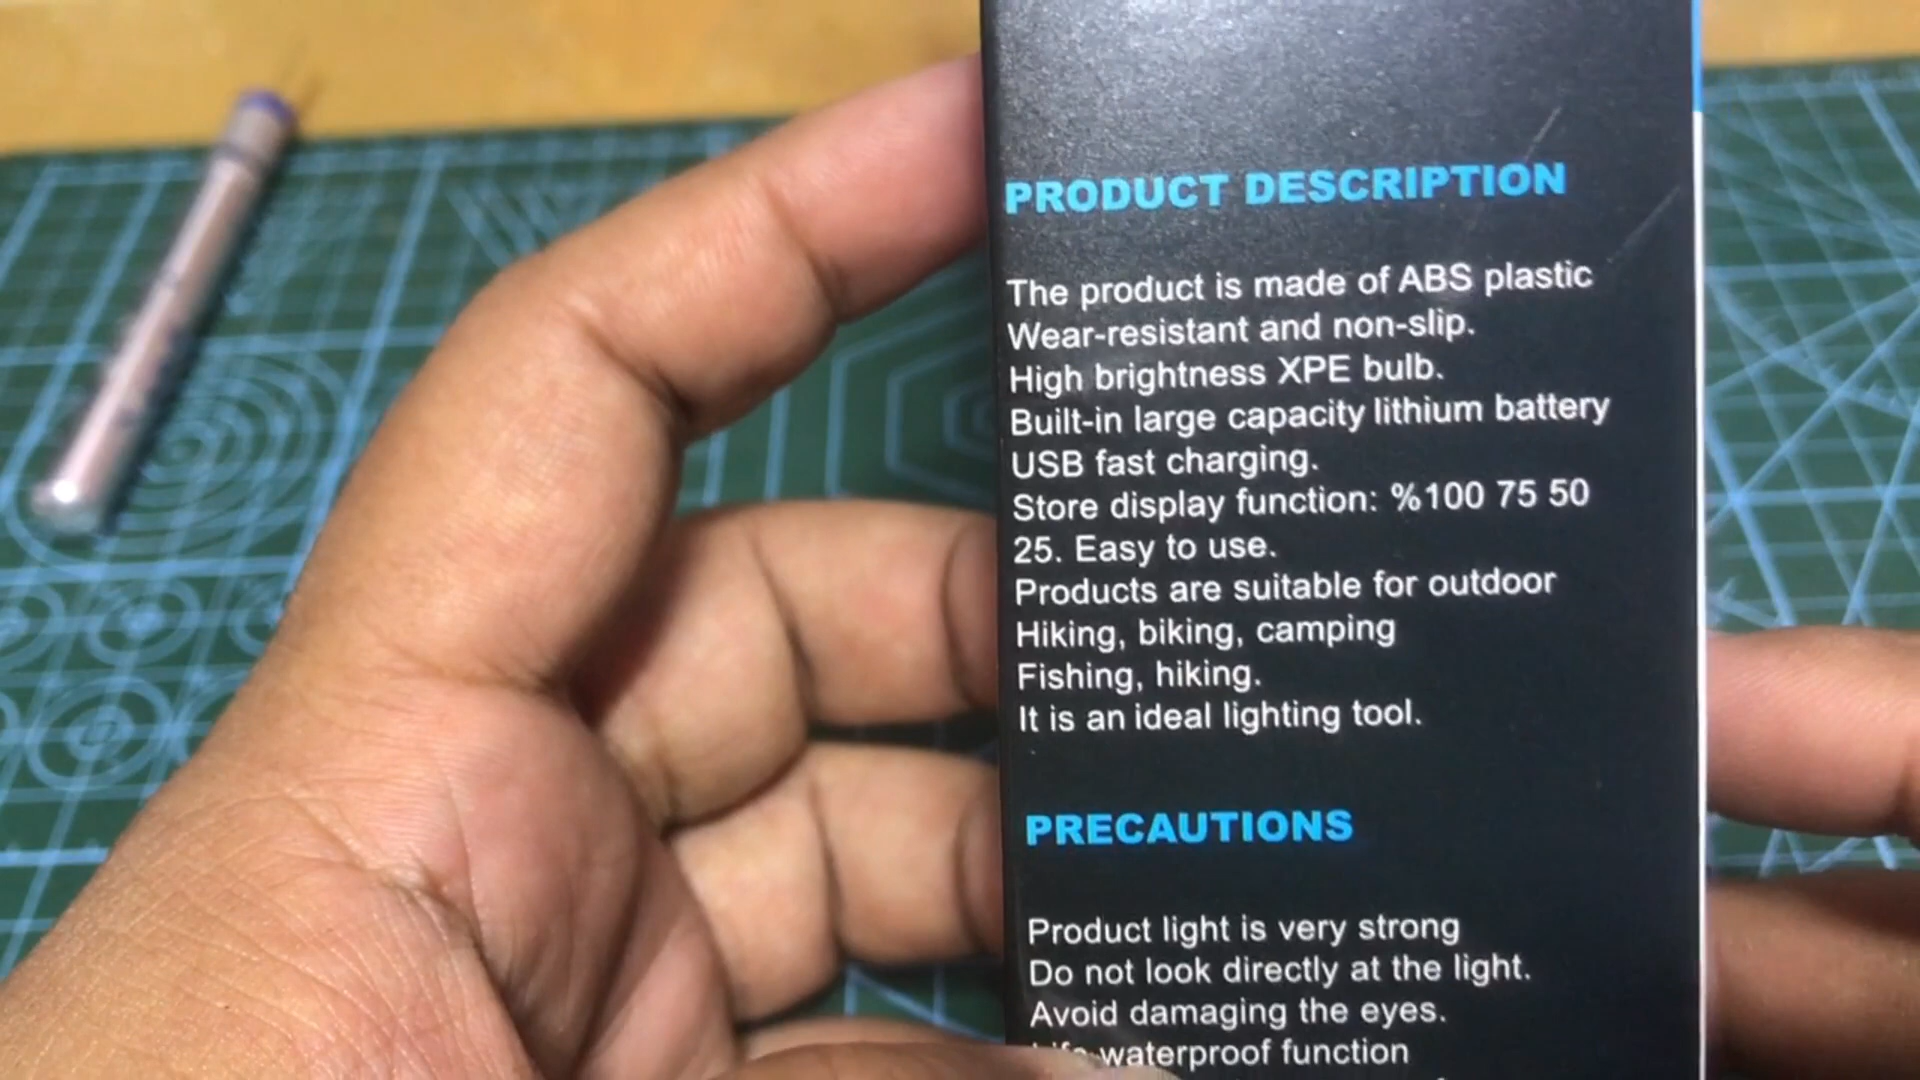 PRODUCT DESCRIPTION
The product is made of ABS plastic
Wear-resistant and non-slip.
High brightness XPE bulb.
Built-in large capacity lithium battery
USB fast charging.
Store display function: %100 75 50
25. Easy to use.
Products are suitable for outdoor
Hiking, biking, camping
Fishing, hiking.
It is an ideal lighting tool.
PRECAUTIONS
Product light is very strong
Do not look directly at the light.
Avoid damaging the eyes.
waterproof function